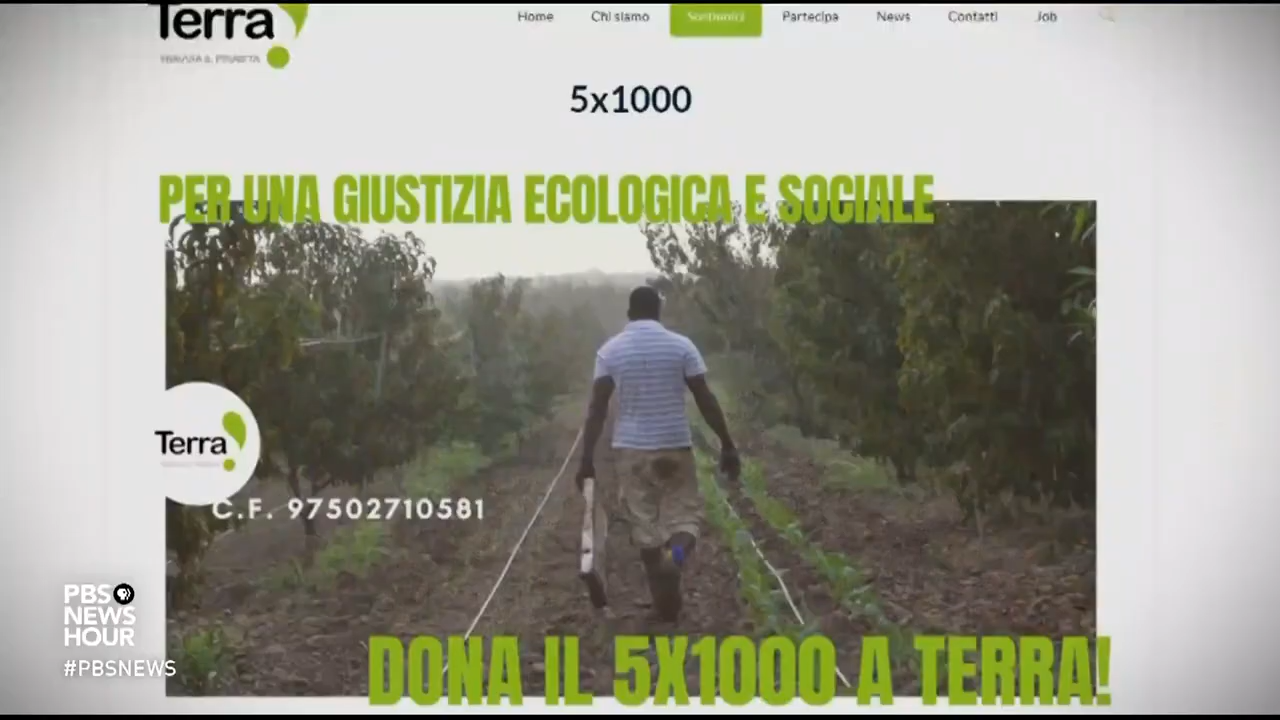 Terra
Home Chi siamo Sostienici Partecipa News Contatti Job
5x1000
PER UNA GIUSTIZIA ECOLOGICA E SOCIALE
Terra
C.F. 97502710581
PBS
NEWS
HOUR
#PBSNEWS
DONA IL 5X1000 A TERRA!